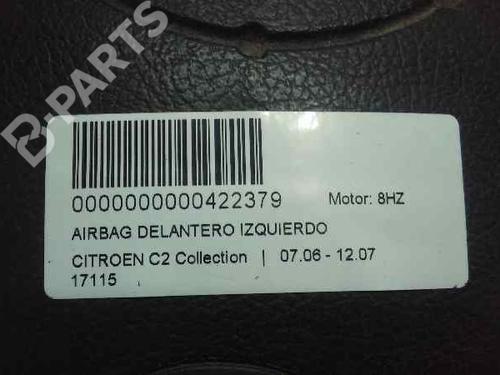 B-PARTS
0000000000422379 Motor: 8HZ
AIRBAG DELANTERO IZQUIERDO
CITROEN C2 Collection | 07.06 - 12.07
17115